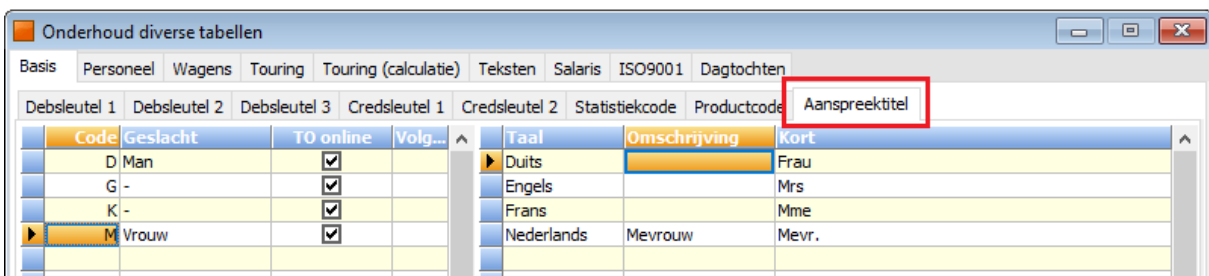 Onderhoud diverse tabellen
Basis Personeel Wagens Touring Touring (calculatie) Teksten Salaris ISO9001 Dagtochten
Debsleutel 1 Debsleutel 2 Debsleutel 3 Credsleutel 1 Credsleutel 2 Statistiekcode Productcode Aanspreektitel
Code Geslacht TO online Volg... Taal Omschrijving Kort
D Man Duits Frau
G - Engels Mrs
K - Frans Mme
M Vrouw Nederlands Mevrouw Mevr.